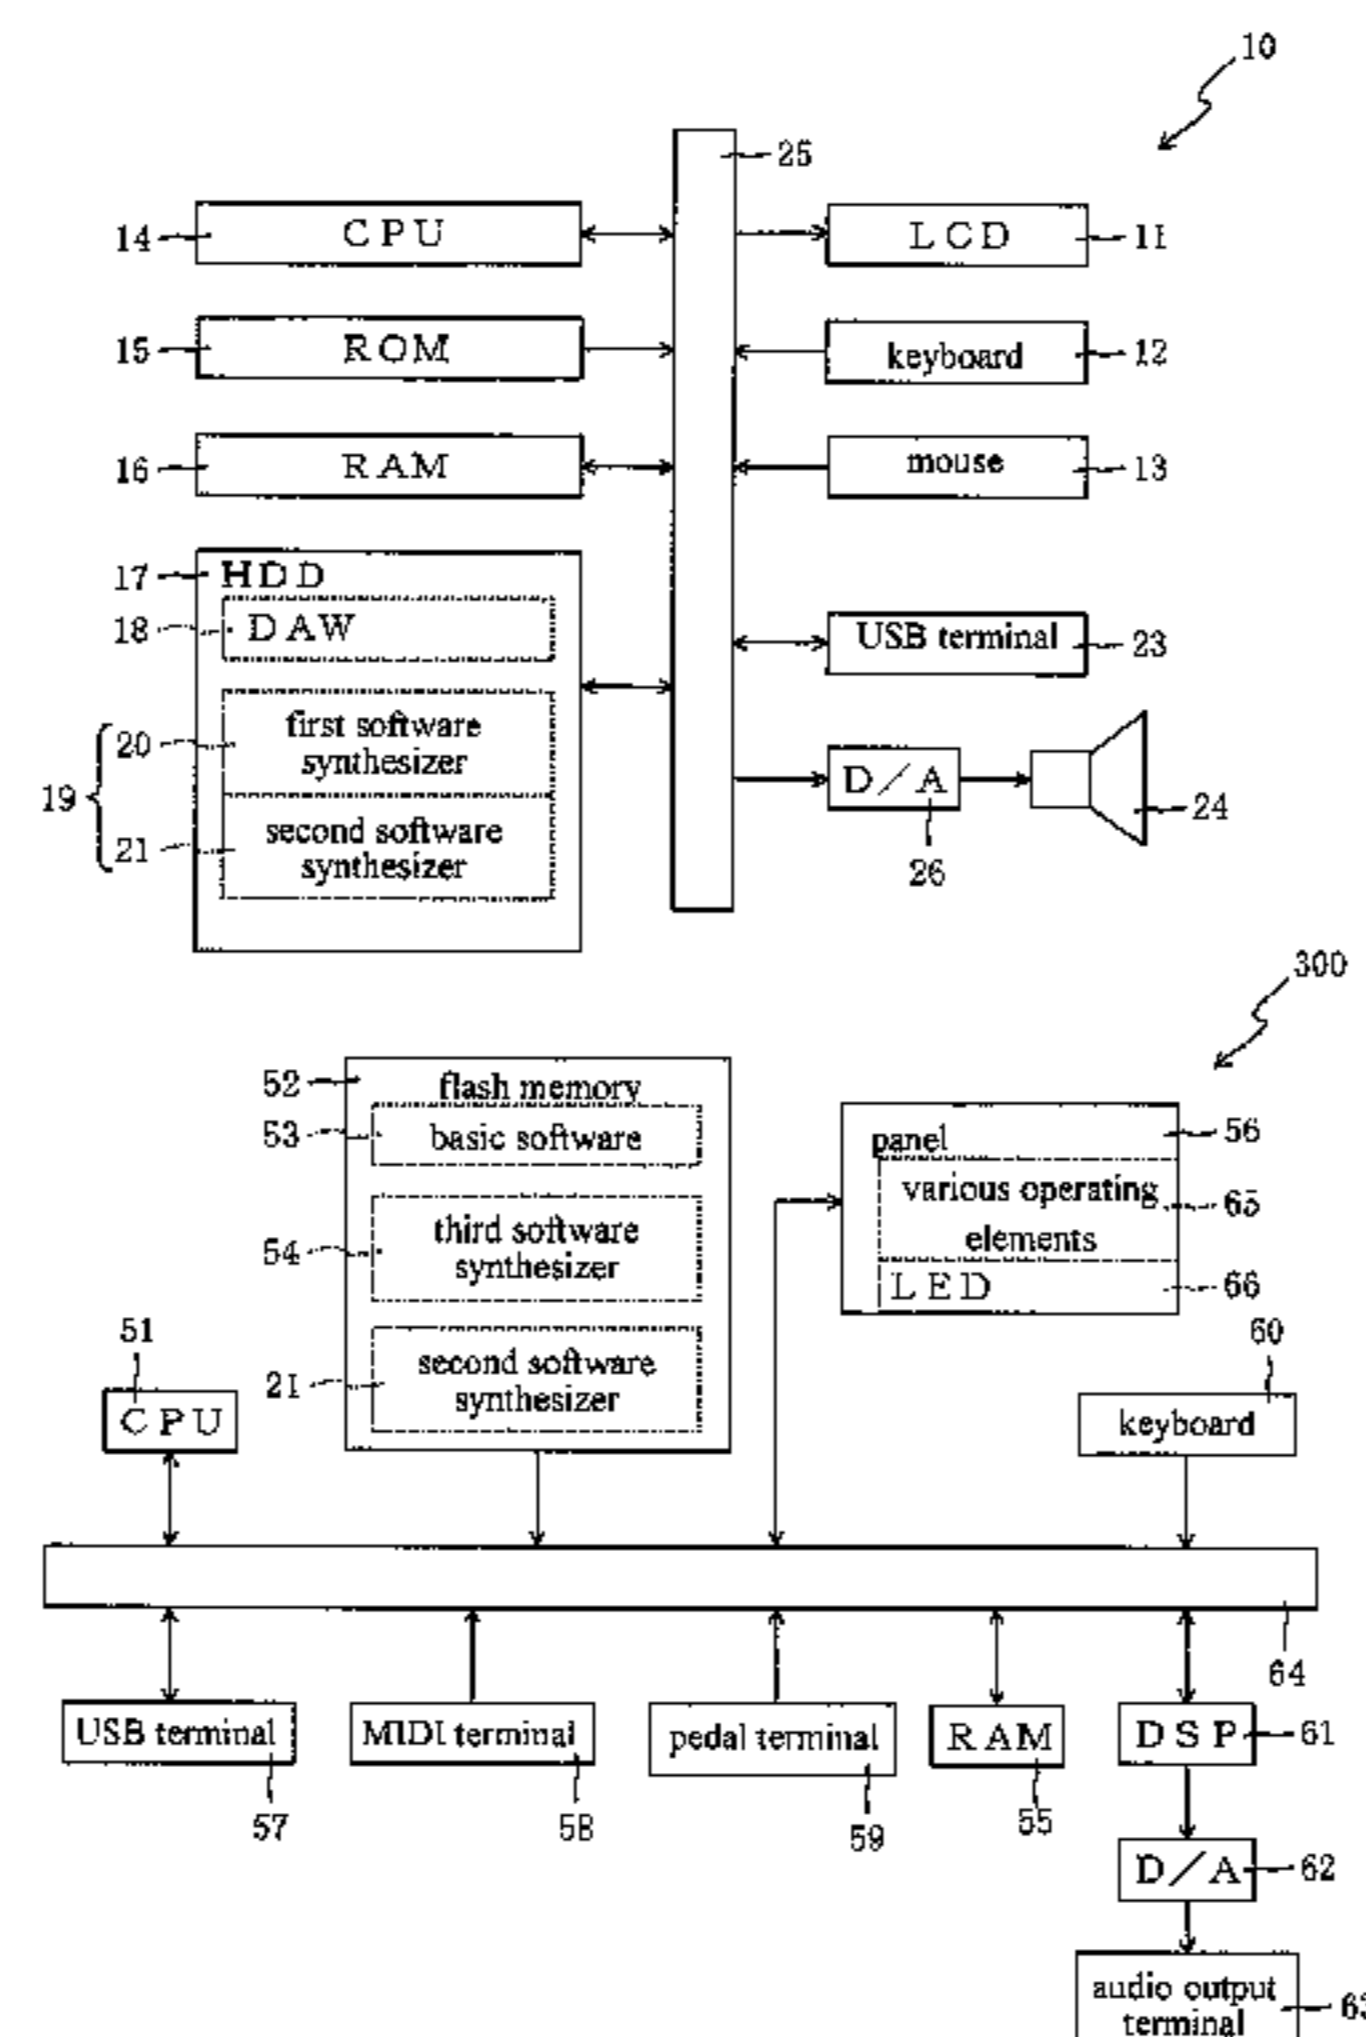 10
25
14 CPU
LCD 11
15 ROM
keyboard 12
16 RAM
mouse 13
17 HDD
18 DAW
USB terminal 23
19
20 first software
synthesizer
21 second software
synthesizer
D/A
26
24
300
52 flash memory
53 basic software
54 third software
synthesizer
21 second software
synthesizer
panel 56
various operating
elements
65
LED 66
51
CPU
60
keyboard
64
USB terminal
57
MIDI terminal
58
pedal terminal
59
RAM
55
DSP 61
D/A 62
audio output
terminal